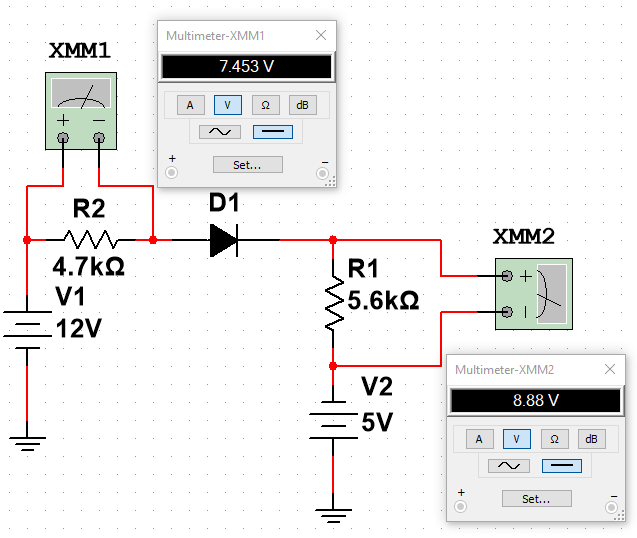 XMM1
Multimeter-XMM1
7.453 V
A V Ω dB
+ −
Set...
+ −
R2
4.7kΩ
D1
V1
12V
XMM2
+
−
R1
5.6kΩ
V2
5V
Multimeter-XMM2
8.88 V
A V Ω dB
Set...
+ −